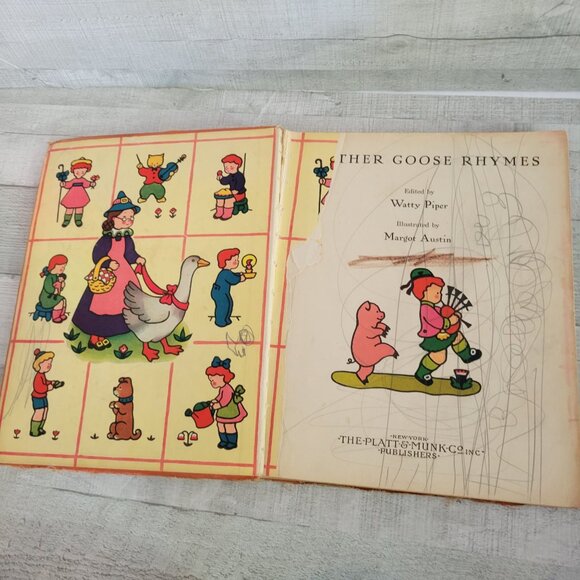 THER GOOSE RHYMES
Edited by
Watty Piper
Illustrated by
Margot Austin
·NEW·YORK·
·THE·PLATT·&·MUNK·CO·INC·
·PUBLISHERS·